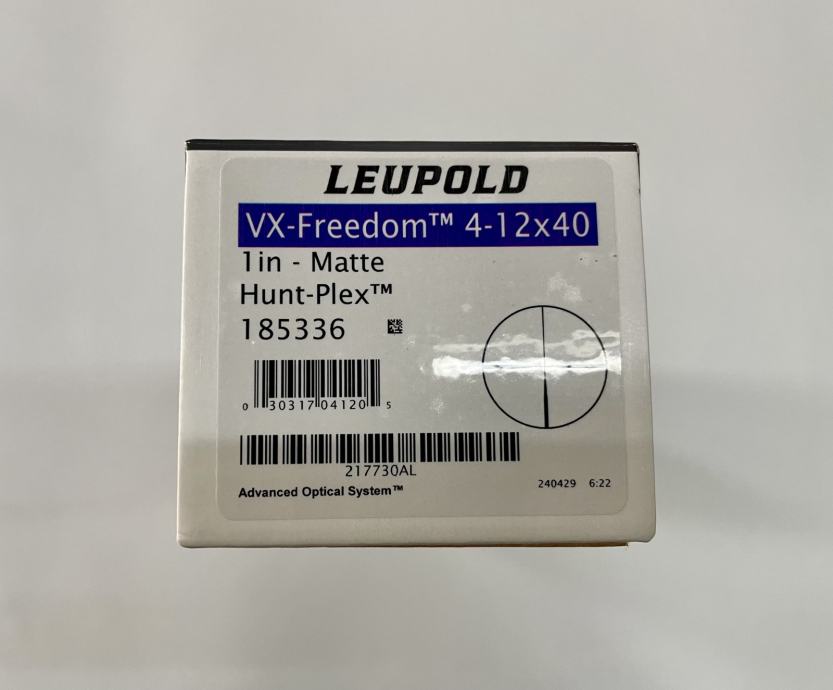 LEUPOLD
VX-Freedom™ 4-12x40
1in - Matte
Hunt-Plex™
185336
0 30317 04120 5
217730AL
Advanced Optical System™ 240429 6:22